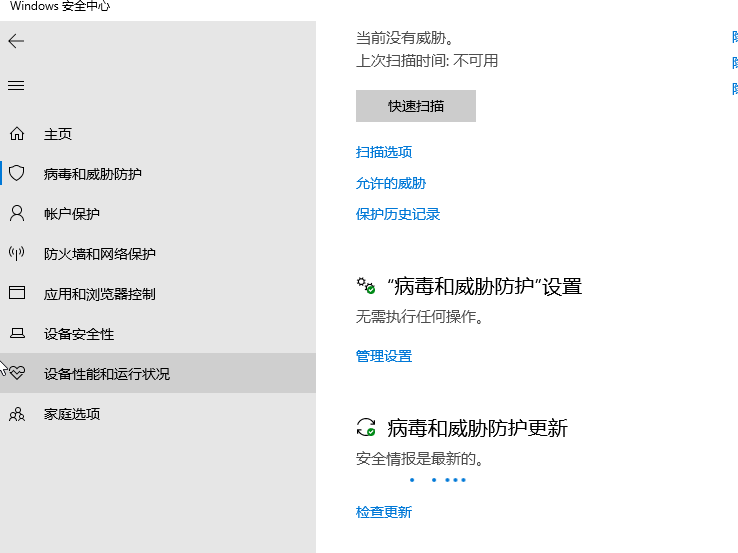 Windows 安全中心
主页
病毒和威胁防护
帐户保护
防火墙和网络保护
应用和浏览器控制
设备安全性
设备性能和运行状况
家庭选项
当前没有威胁。
上次扫描时间: 不可用
快速扫描
扫描选项
允许的威胁
保护历史记录
“病毒和威胁防护”设置
无需执行任何操作。
管理设置
病毒和威胁防护更新
安全情报是最新的。
检查更新